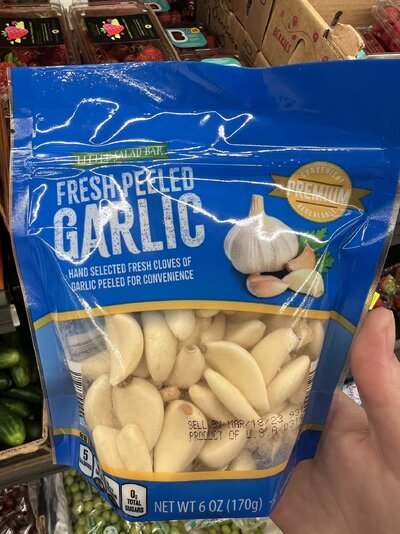 LITTLE SALAD BAR
FRESH PEELED
GARLIC
HAND SELECTED FRESH CLOVES OF
GARLIC PEELED FOR CONVENIENCE
CONVENIENT
PREMIUM
RESEALABLE
SELL BY MAR/18/23
PRODUCT OF U S A
5
CALORIES
0g
TOTAL
SUGARS
NET WT 6 OZ (170g)